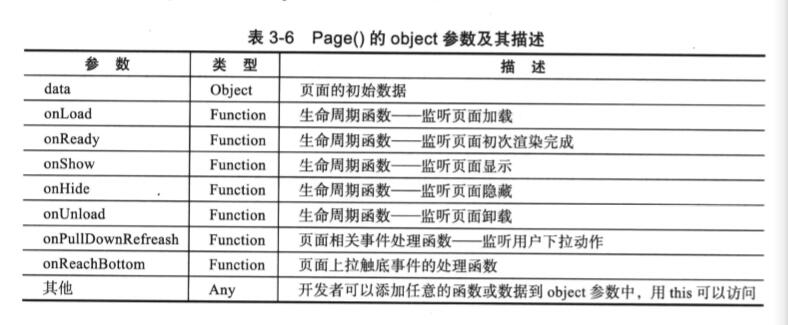 表 3-6 Page() 的 object 参数及其描述
参 数 类 型 描 述
data Object 页面的初始数据
onLoad Function 生命周期函数——监听页面加载
onReady Function 生命周期函数——监听页面初次渲染完成
onShow Function 生命周期函数——监听页面显示
onHide Function 生命周期函数——监听页面隐藏
onUnload Function 生命周期函数——监听页面卸载
onPullDownRefreash Function 页面相关事件处理函数——监听用户下拉动作
onReachBottom Function 页面上拉触底事件的处理函数
其他 Any 开发者可以添加任意的函数或数据到 object 参数中，用 this 可以访问